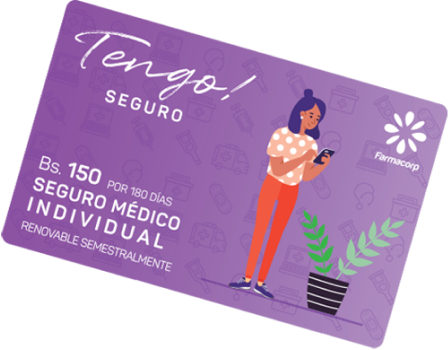 Tengo!
SEGURO
Farmacorp
Bs. 150 POR 180 DÍAS
SEGURO MÉDICO
INDIVIDUAL
RENOVABLE SEMESTRALMENTE